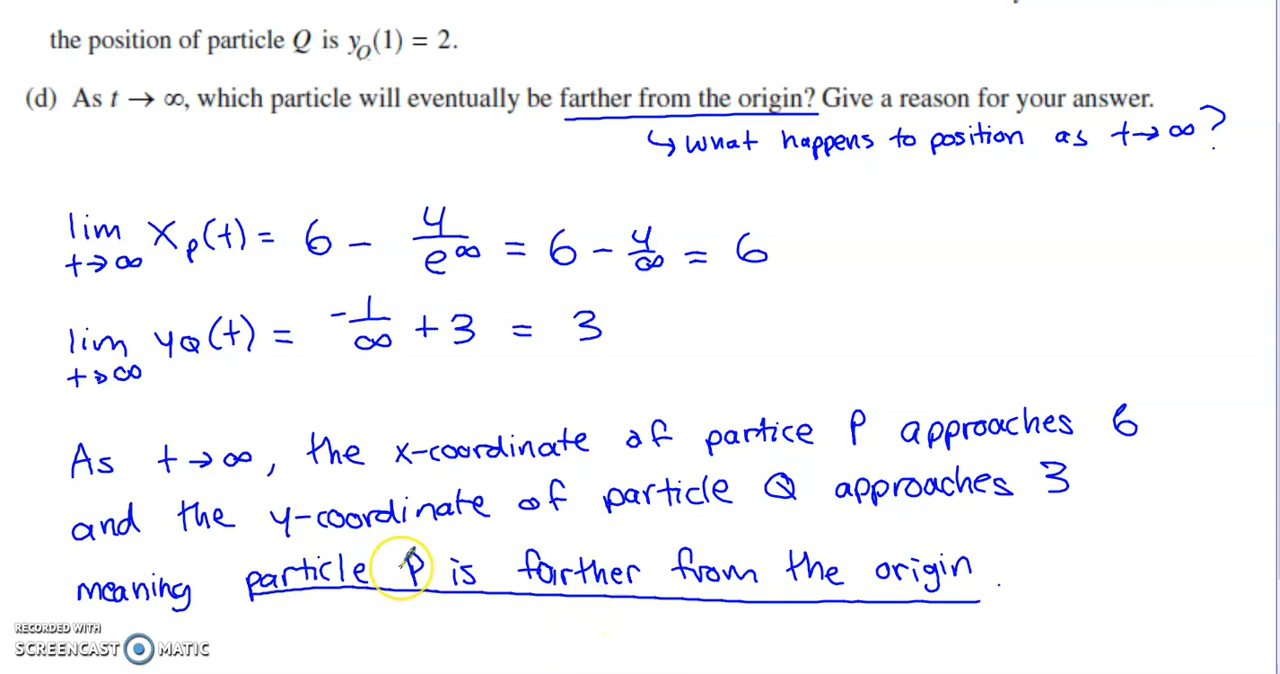 the position of particle Q is y_Q(1) = 2.
(d) As t → ∞, which particle will eventually be farther from the origin? Give a reason for your answer.
↳ What happens to position as t→∞?
lim t→∞ x_P(t) = 6 - 4/e^∞ = 6 - 4/∞ = 6
lim t→∞ y_Q(t) = -1/∞ + 3 = 3
As t→∞, the x-coordinate of partice P approaches 6
and the y-coordinate of particle Q approaches 3
meaning particle P is farther from the origin.
RECORDED WITH
SCREENCAST MATIC